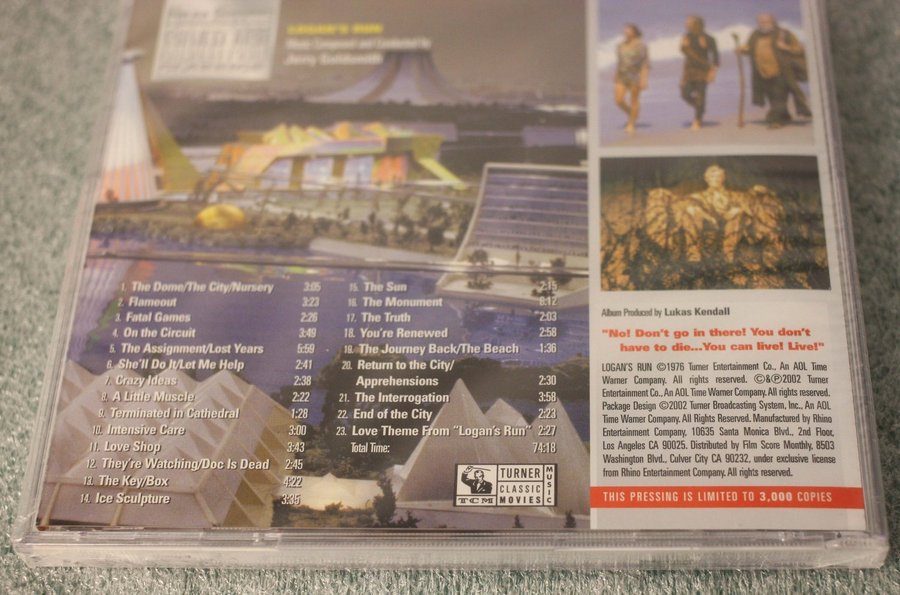 LOGAN'S RUN
Music Composed and Conducted by
Jerry Goldsmith
1. The Dome/The City/Nursery 3:05
2. Flameout 3:23
3. Fatal Games 2:26
4. On the Circuit 3:49
5. The Assignment/Lost Years 5:59
6. She'll Do It/Let Me Help 2:41
7. Crazy Ideas 2:38
8. A Little Muscle 2:22
9. Terminated in Cathedral 1:28
10. Intensive Care 3:00
11. Love Shop 3:43
12. They're Watching/Doc Is Dead 2:45
13. The Key/Box 4:22
14. Ice Sculpture 3:35
15. The Sun 2:15
16. The Monument 8:12
17. The Truth 2:03
18. You're Renewed 2:58
19. The Journey Back/The Beach 1:36
20. Return to the City/
Apprehensions 2:30
21. The Interrogation 3:58
22. End of the City 2:23
23. Love Theme From "Logan's Run" 2:27
Total Time: 74:18
TCM
TURNER
CLASSIC
MOVIES
MUSIC
Album Produced by Lukas Kendall
"No! Don't go in there! You don't
have to die...You can live! Live!"
LOGAN'S RUN ©1976 Turner Entertainment Co. An AOL Time
Warner Company. All rights reserved. ©&℗2002 Turner
Entertainment Co., An AOL Time Warner Company. All rights reserved.
Package Design ©2002 Turner Broadcasting System, Inc., An AOL
Time Warner Company. All Rights Reserved. Manufactured by Rhino
Entertainment Company, 10635 Santa Monica Blvd., 2nd Floor,
Los Angeles CA 90025. Distributed by Film Score Monthly, 8503
Washington Blvd., Culver City CA 90232, under exclusive license
from Rhino Entertainment Company. All rights reserved.
THIS PRESSING IS LIMITED TO 3,000 COPIES